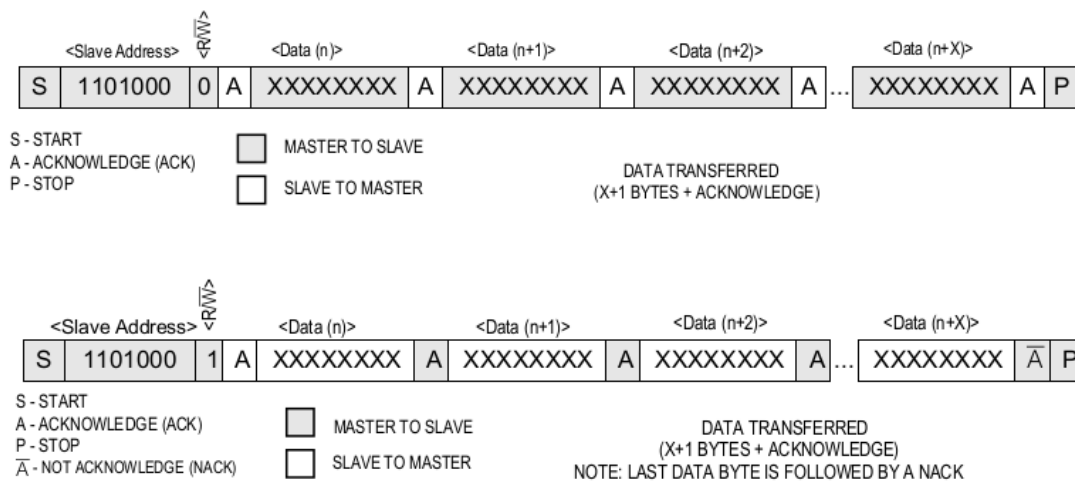 <R/W̅>
<Slave Address> <Data (n)> <Data (n+1)> <Data (n+2)> <Data (n+X)>
S 1101000 0 A XXXXXXXX A XXXXXXXX A XXXXXXXX A ... XXXXXXXX A P
S - START
A - ACKNOWLEDGE (ACK)
P - STOP
MASTER TO SLAVE
SLAVE TO MASTER
DATA TRANSFERRED
(X+1 BYTES + ACKNOWLEDGE)
<R/W̅>
<Slave Address> <Data (n)> <Data (n+1)> <Data (n+2)> <Data (n+X)>
S 1101000 1 A XXXXXXXX A XXXXXXXX A XXXXXXXX A ... XXXXXXXX A̅ P
S - START
A - ACKNOWLEDGE (ACK)
P - STOP
A̅ - NOT ACKNOWLEDGE (NACK)
MASTER TO SLAVE
SLAVE TO MASTER
DATA TRANSFERRED
(X+1 BYTES + ACKNOWLEDGE)
NOTE: LAST DATA BYTE IS FOLLOWED BY A NACK